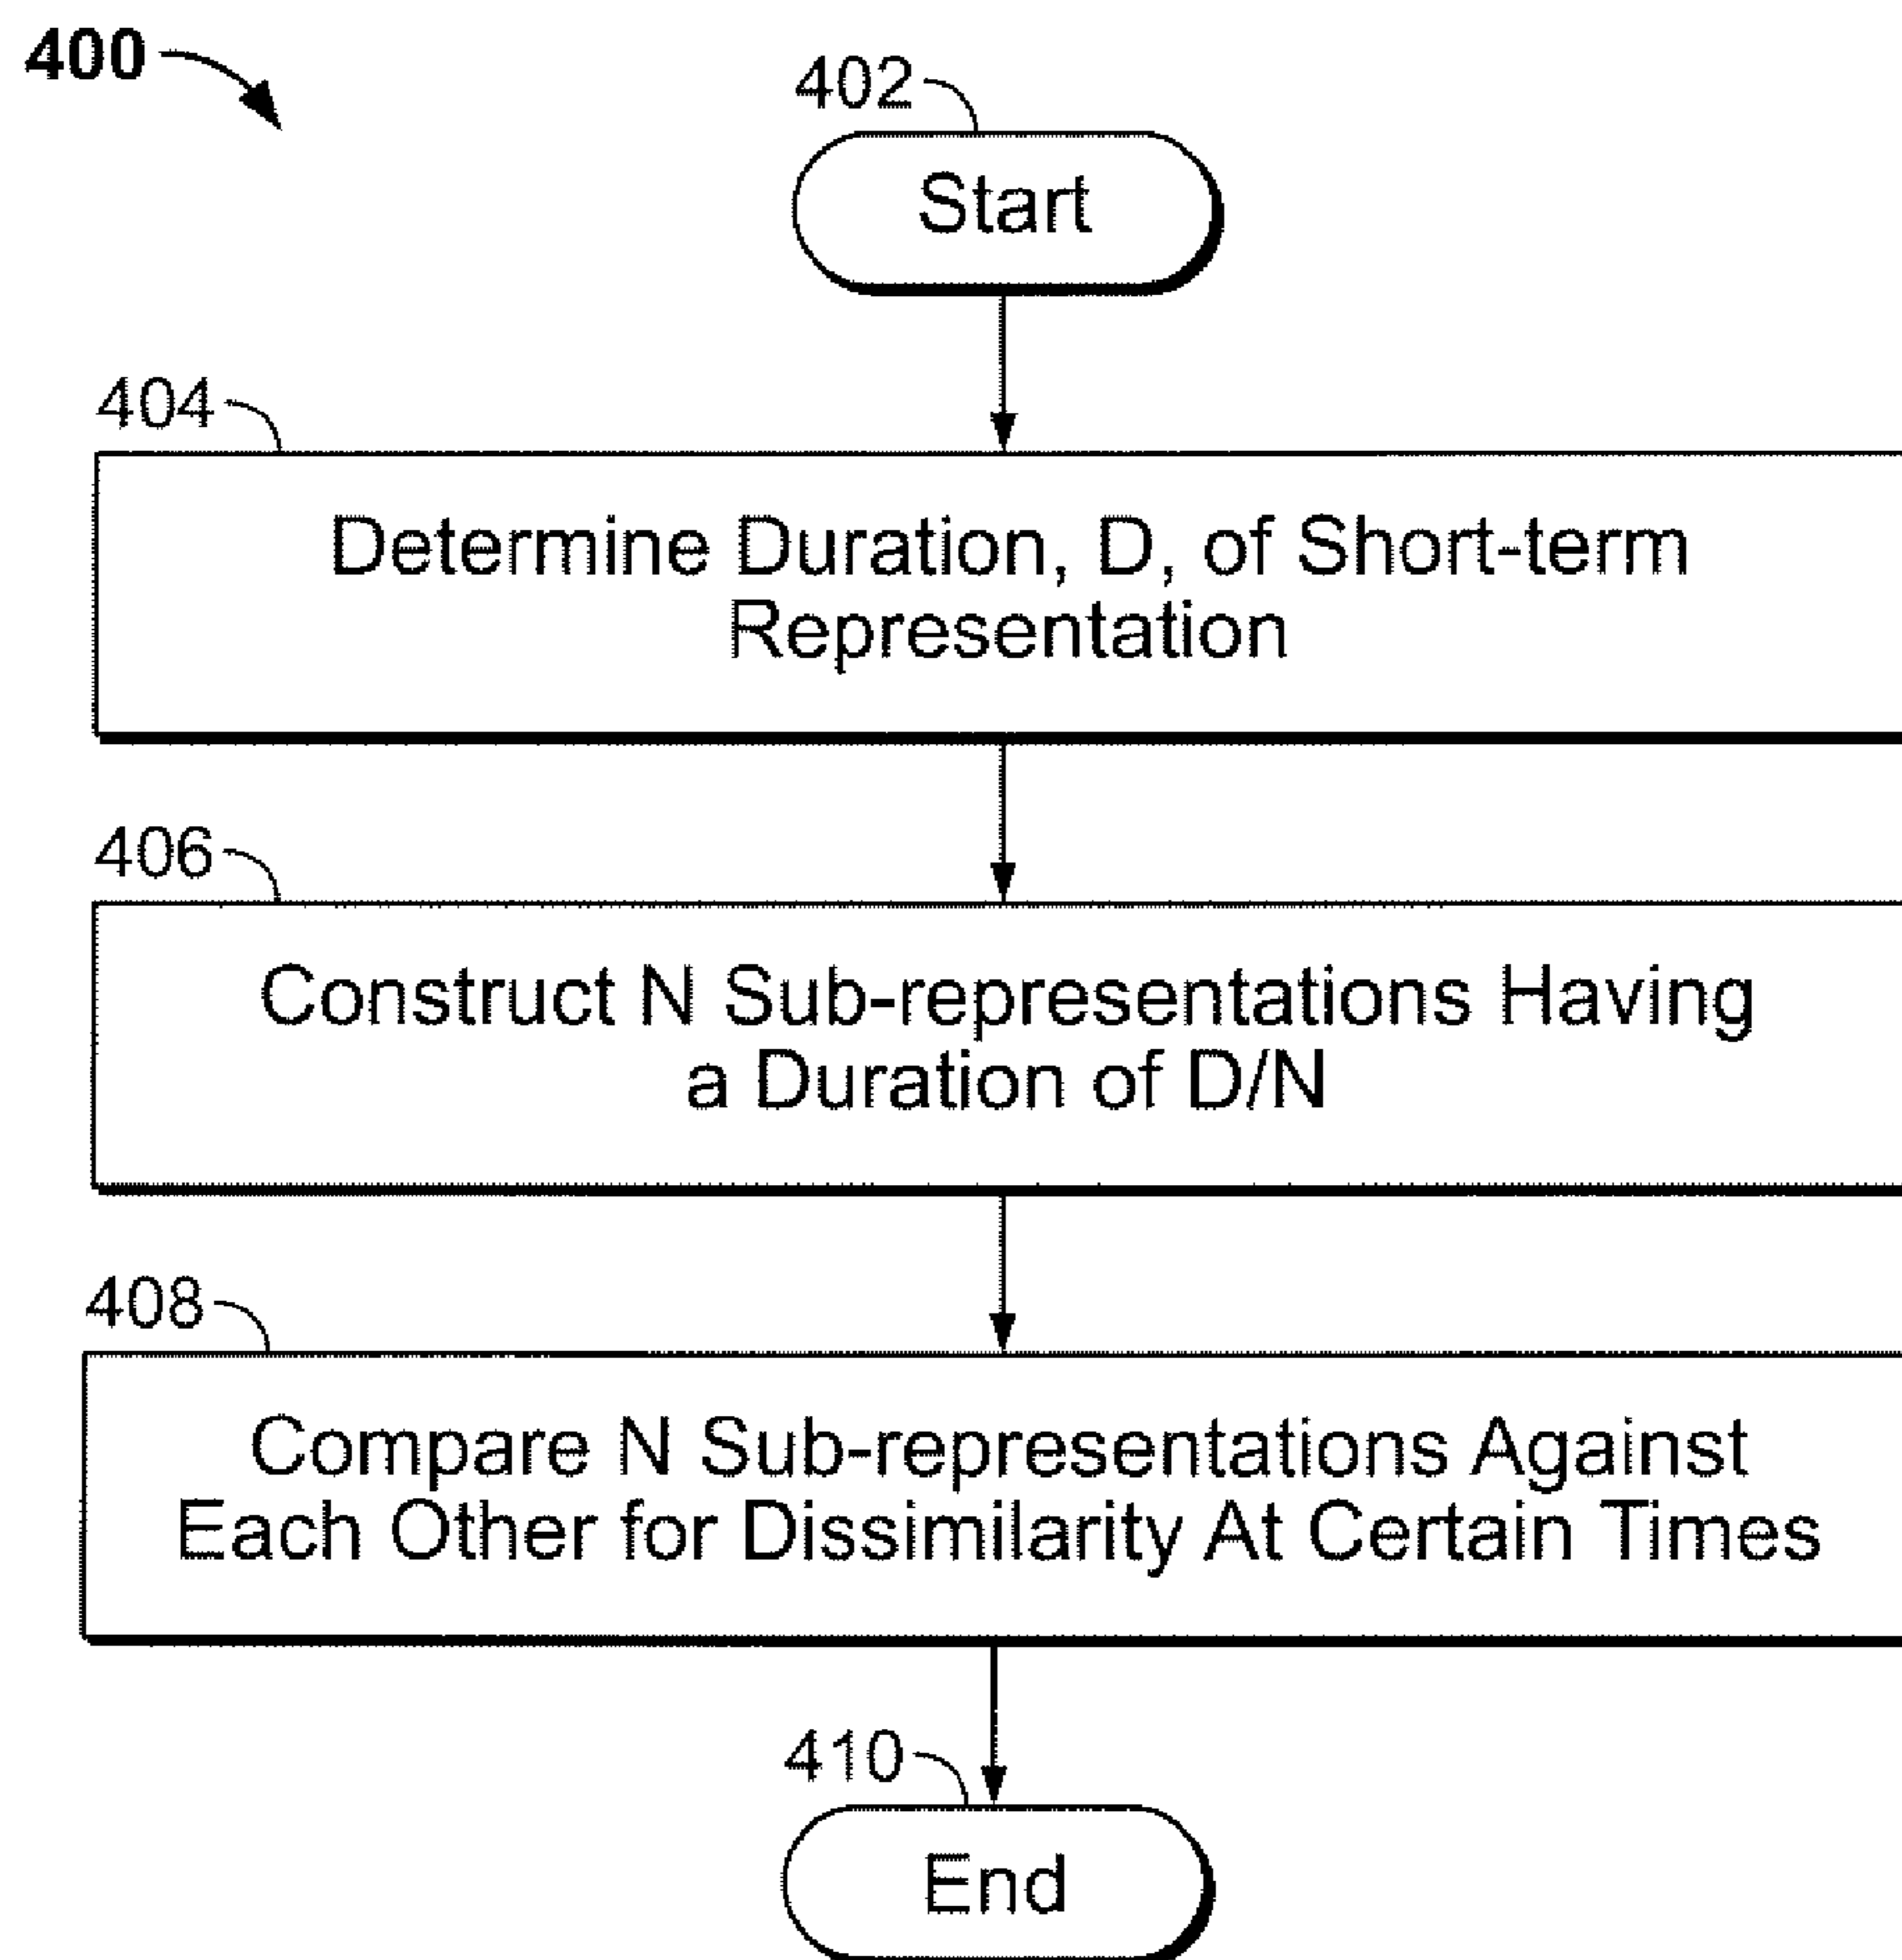 400
402
Start
404
Determine Duration, D, of Short-term
Representation
406
Construct N Sub-representations Having
a Duration of D/N
408
Compare N Sub-representations Against
Each Other for Dissimilarity At Certain Times
410
End